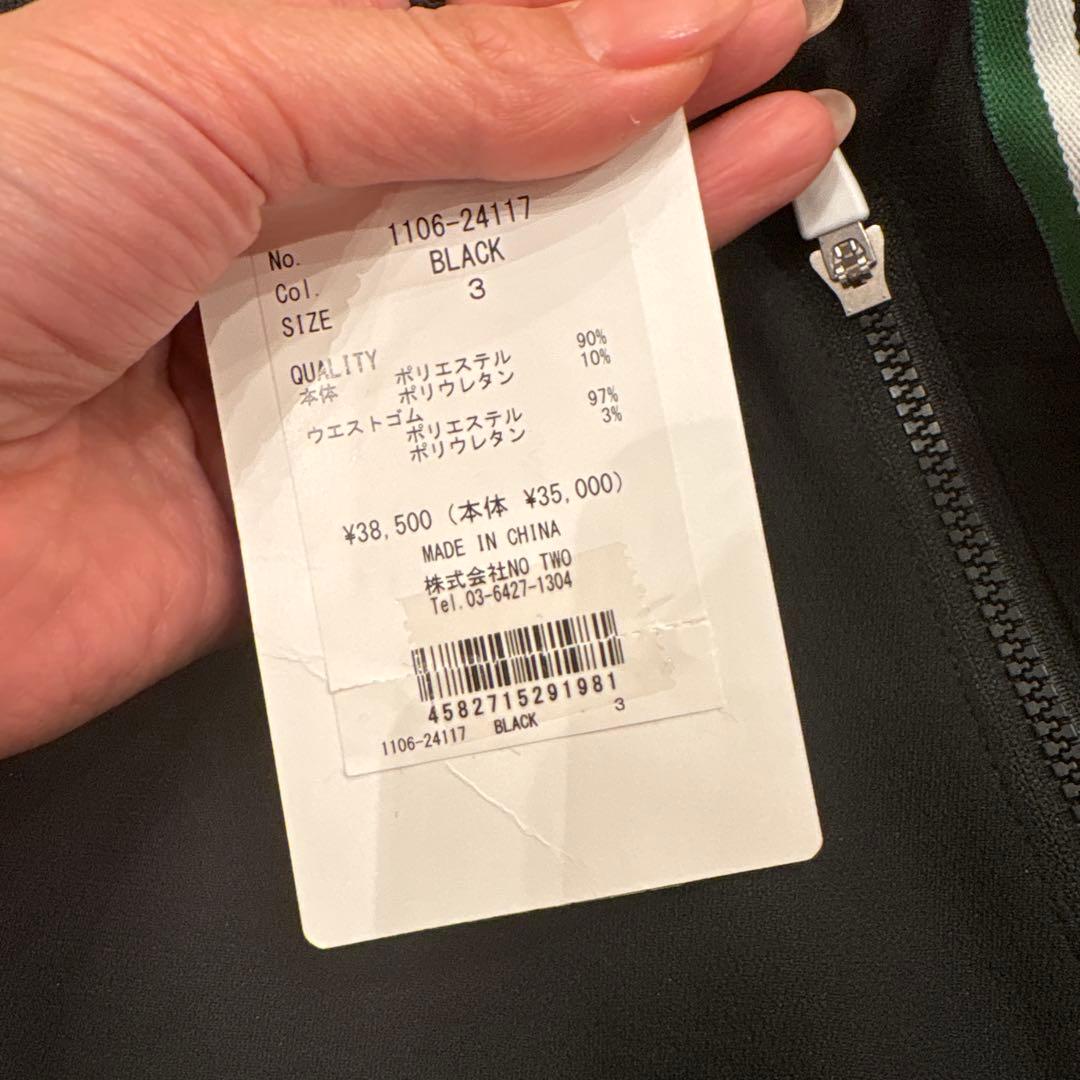 No. 1106-24117
Col. BLACK
SIZE 3
QUALITY
本体 ポリエステル 90%
ポリウレタン 10%
ウエストゴム
ポリエステル 97%
ポリウレタン 3%
¥38,500 (本体 ¥35,000)
MADE IN CHINA
株式会社NO TWO
Tel.03-6427-1304
4582715291981
1106-24117 BLACK 3